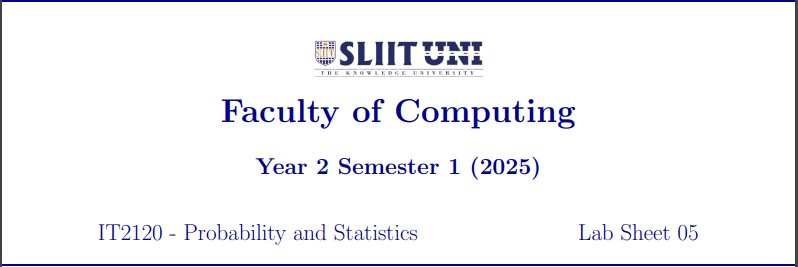 SLIIT UNI
THE KNOWLEDGE UNIVERSITY
Faculty of Computing
Year 2 Semester 1 (2025)
IT2120 - Probability and Statistics Lab Sheet 05